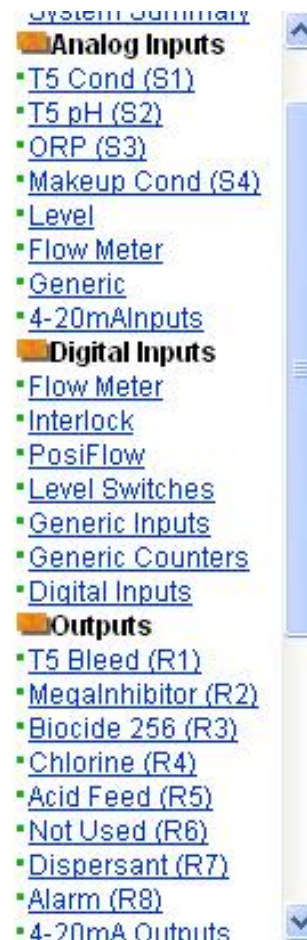 System Summary
Analog Inputs
T5 Cond (S1)
T5 pH (S2)
ORP (S3)
Makeup Cond (S4)
Level
Flow Meter
Generic
4-20mAInputs
Digital Inputs
Flow Meter
Interlock
PosiFlow
Level Switches
Generic Inputs
Generic Counters
Digital Inputs
Outputs
T5 Bleed (R1)
MegaInhibitor (R2)
Biocide 256 (R3)
Chlorine (R4)
Acid Feed (R5)
Not Used (R6)
Dispersant (R7)
Alarm (R8)
4-20mA Outputs